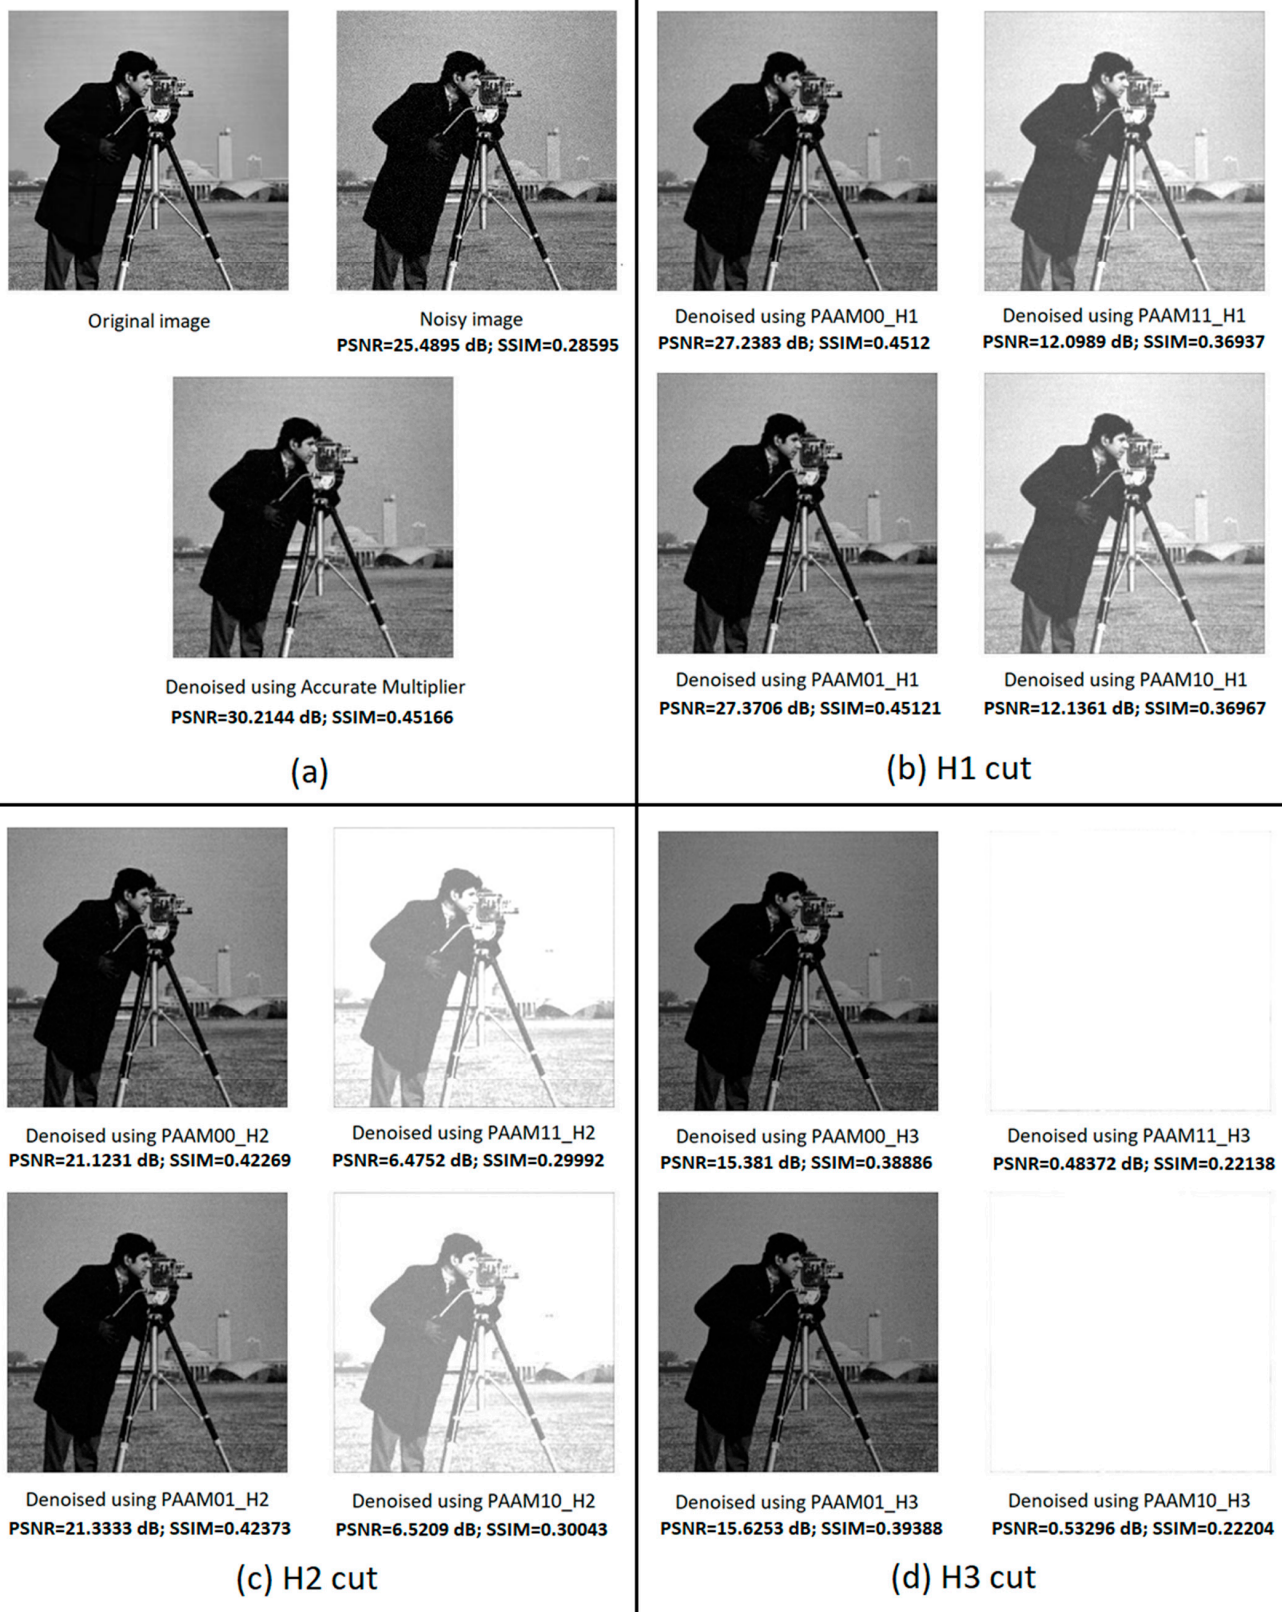 Original image
Noisy image
PSNR=25.4895 dB; SSIM=0.28595
Denoised using Accurate Multiplier
PSNR=30.2144 dB; SSIM=0.45166
(a)
Denoised using PAAM00_H1
PSNR=27.2383 dB; SSIM=0.4512
Denoised using PAAM11_H1
PSNR=12.0989 dB; SSIM=0.36937
Denoised using PAAM01_H1
PSNR=27.3706 dB; SSIM=0.45121
Denoised using PAAM10_H1
PSNR=12.1361 dB; SSIM=0.36967
(b) H1 cut
Denoised using PAAM00_H2
PSNR=21.1231 dB; SSIM=0.42269
Denoised using PAAM11_H2
PSNR=6.4752 dB; SSIM=0.29992
Denoised using PAAM01_H2
PSNR=21.3333 dB; SSIM=0.42373
Denoised using PAAM10_H2
PSNR=6.5209 dB; SSIM=0.30043
(c) H2 cut
Denoised using PAAM00_H3
PSNR=15.381 dB; SSIM=0.38886
Denoised using PAAM11_H3
PSNR=0.48372 dB; SSIM=0.22138
Denoised using PAAM01_H3
PSNR=15.6253 dB; SSIM=0.39388
Denoised using PAAM10_H3
PSNR=0.53296 dB; SSIM=0.22204
(d) H3 cut